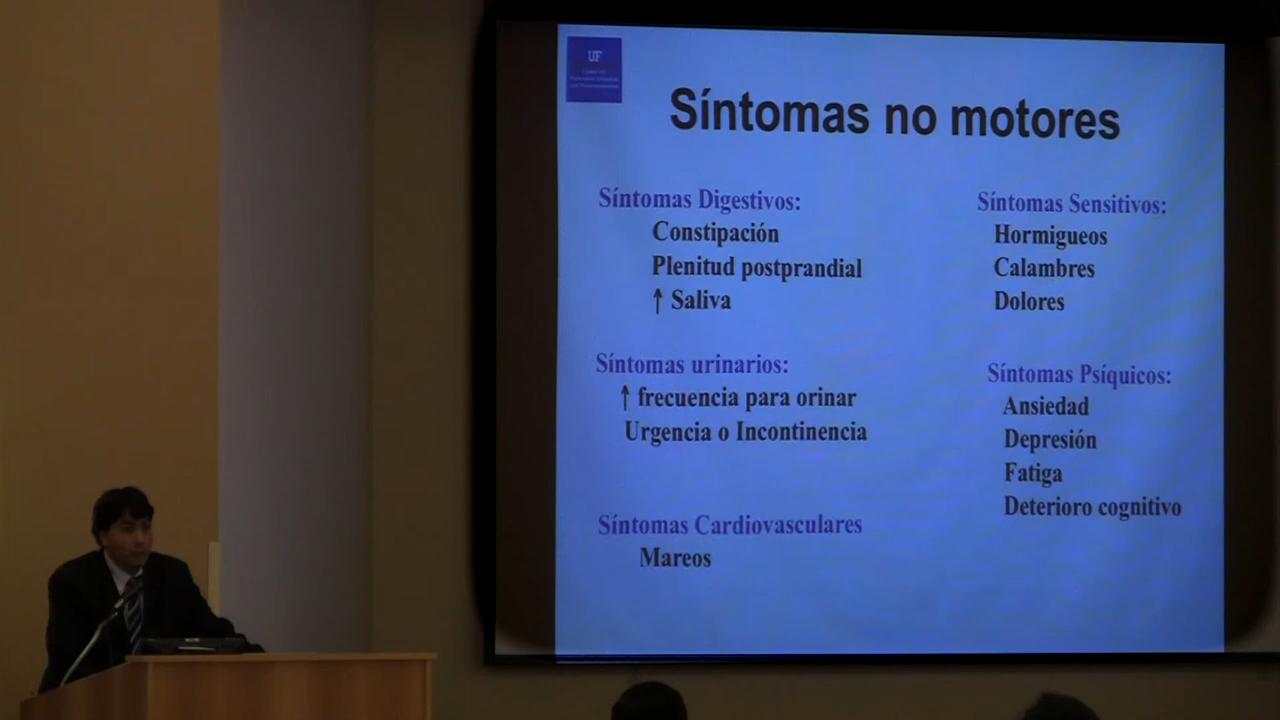 UF
Síntomas no motores
Síntomas Digestivos:
Constipación
Plenitud postprandial
↑ Saliva
Síntomas urinarios:
↑ frecuencia para orinar
Urgencia o Incontinencia
Síntomas Cardiovasculares
Mareos
Síntomas Sensitivos:
Hormigueos
Calambres
Dolores
Síntomas Psíquicos:
Ansiedad
Depresión
Fatiga
Deterioro cognitivo